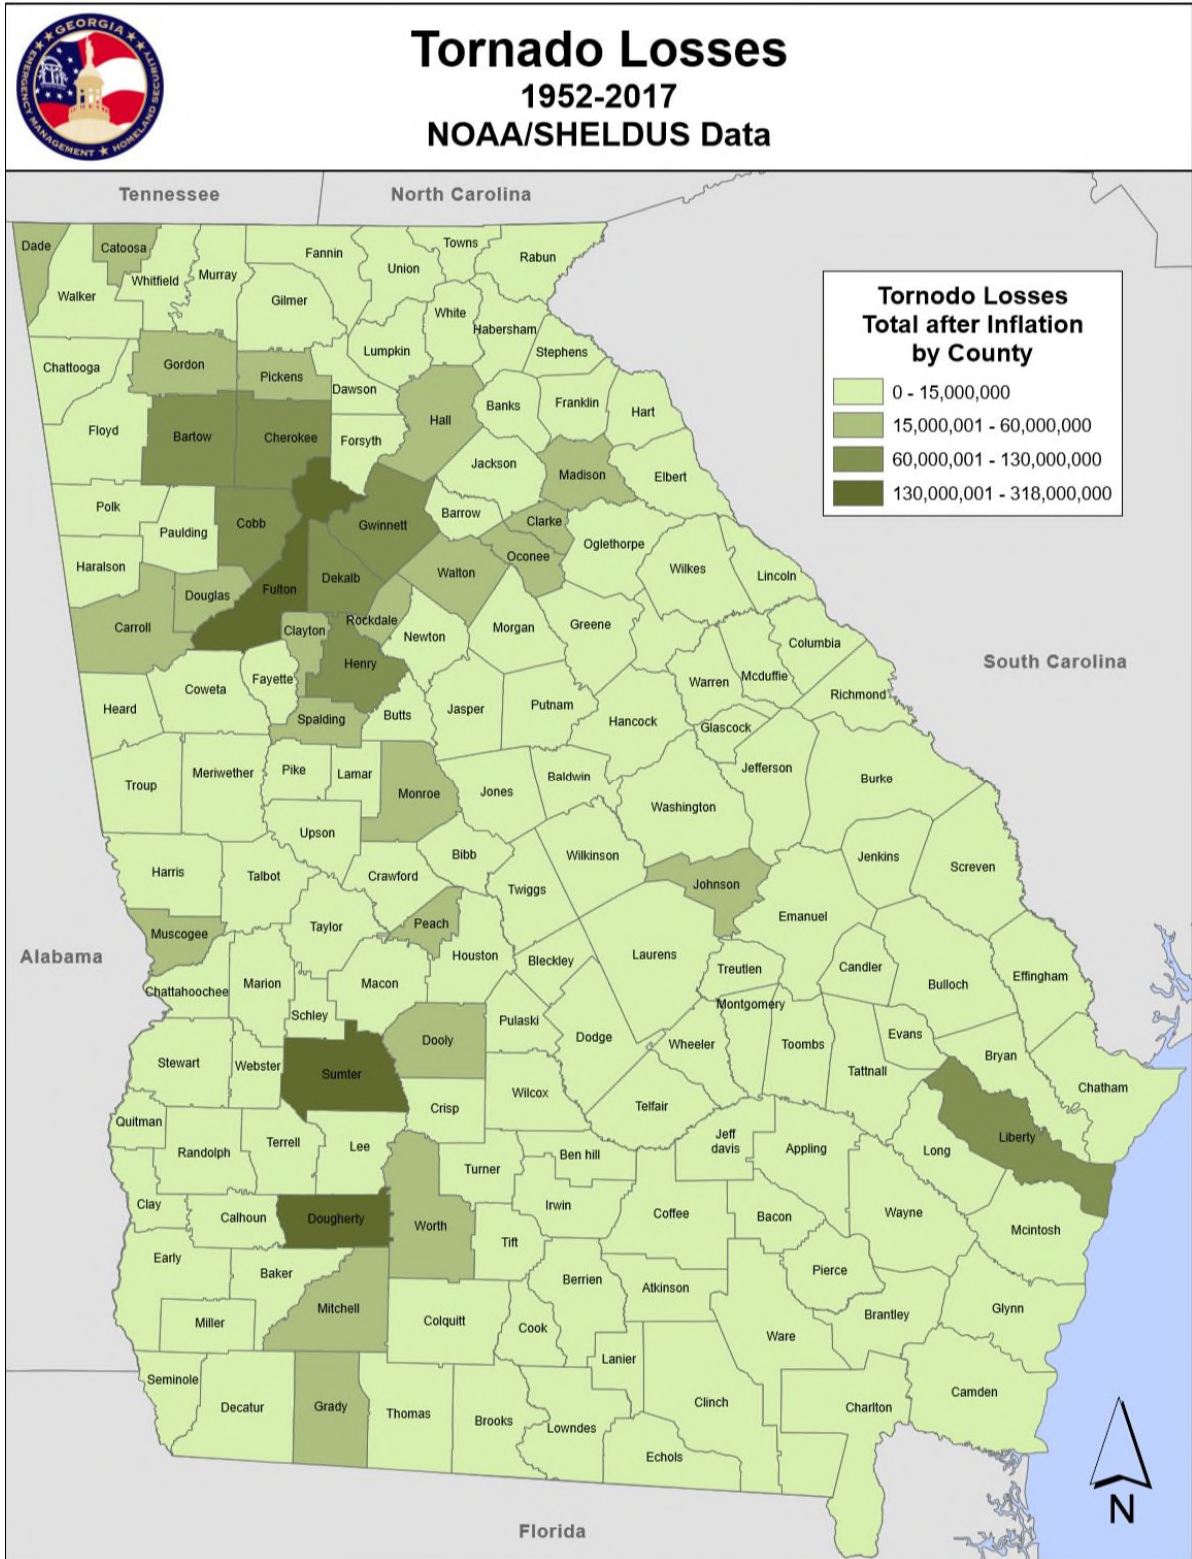 GEORGIA
EMERGENCY MANAGEMENT ★ HOMELAND SECURITY
Tornado Losses
1952-2017
NOAA/SHELDUS Data
Tennessee
North Carolina
Dade
Catoosa
Whitfield
Murray
Fannin
Union
Towns
Rabun
Walker
Gilmer
White
Habersham
Lumpkin
Stephens
Chattooga
Gordon
Pickens
Dawson
Hall
Banks
Franklin
Hart
Floyd
Bartow
Cherokee
Forsyth
Jackson
Madison
Elbert
Tornodo Losses
Total after Inflation
by County
0 - 15,000,000
15,000,001 - 60,000,000
60,000,001 - 130,000,000
130,000,001 - 318,000,000
Polk
Paulding
Cobb
Gwinnett
Barrow
Clarke
Oconee
Oglethorpe
Wilkes
Lincoln
Haralson
Douglas
Fulton
Dekalb
Walton
Carroll
Clayton
Rockdale
Newton
Morgan
Greene
Columbia
South Carolina
Heard
Coweta
Fayette
Henry
Spalding
Butts
Jasper
Putnam
Hancock
Warren
Mcduffie
Richmond
Glascock
Troup
Meriwether
Pike
Lamar
Monroe
Jones
Baldwin
Washington
Jefferson
Burke
Upson
Bibb
Wilkinson
Jenkins
Screven
Harris
Talbot
Crawford
Twiggs
Johnson
Emanuel
Muscogee
Taylor
Peach
Houston
Bleckley
Laurens
Treutlen
Candler
Bulloch
Effingham
Alabama
Chattahoochee
Marion
Macon
Schley
Dooly
Pulaski
Dodge
Montgomery
Wheeler
Toombs
Evans
Tattnall
Bryan
Chatham
Stewart
Webster
Sumter
Crisp
Wilcox
Telfair
Liberty
Long
Quitman
Randolph
Terrell
Lee
Turner
Ben hill
Jeff
davis
Appling
Clay
Calhoun
Dougherty
Worth
Tift
Irwin
Coffee
Bacon
Wayne
Mcintosh
Early
Baker
Mitchell
Berrien
Atkinson
Pierce
Brantley
Glynn
Miller
Colquitt
Cook
Lanier
Ware
Seminole
Decatur
Grady
Thomas
Brooks
Lowndes
Clinch
Charlton
Camden
Echols
Florida
N